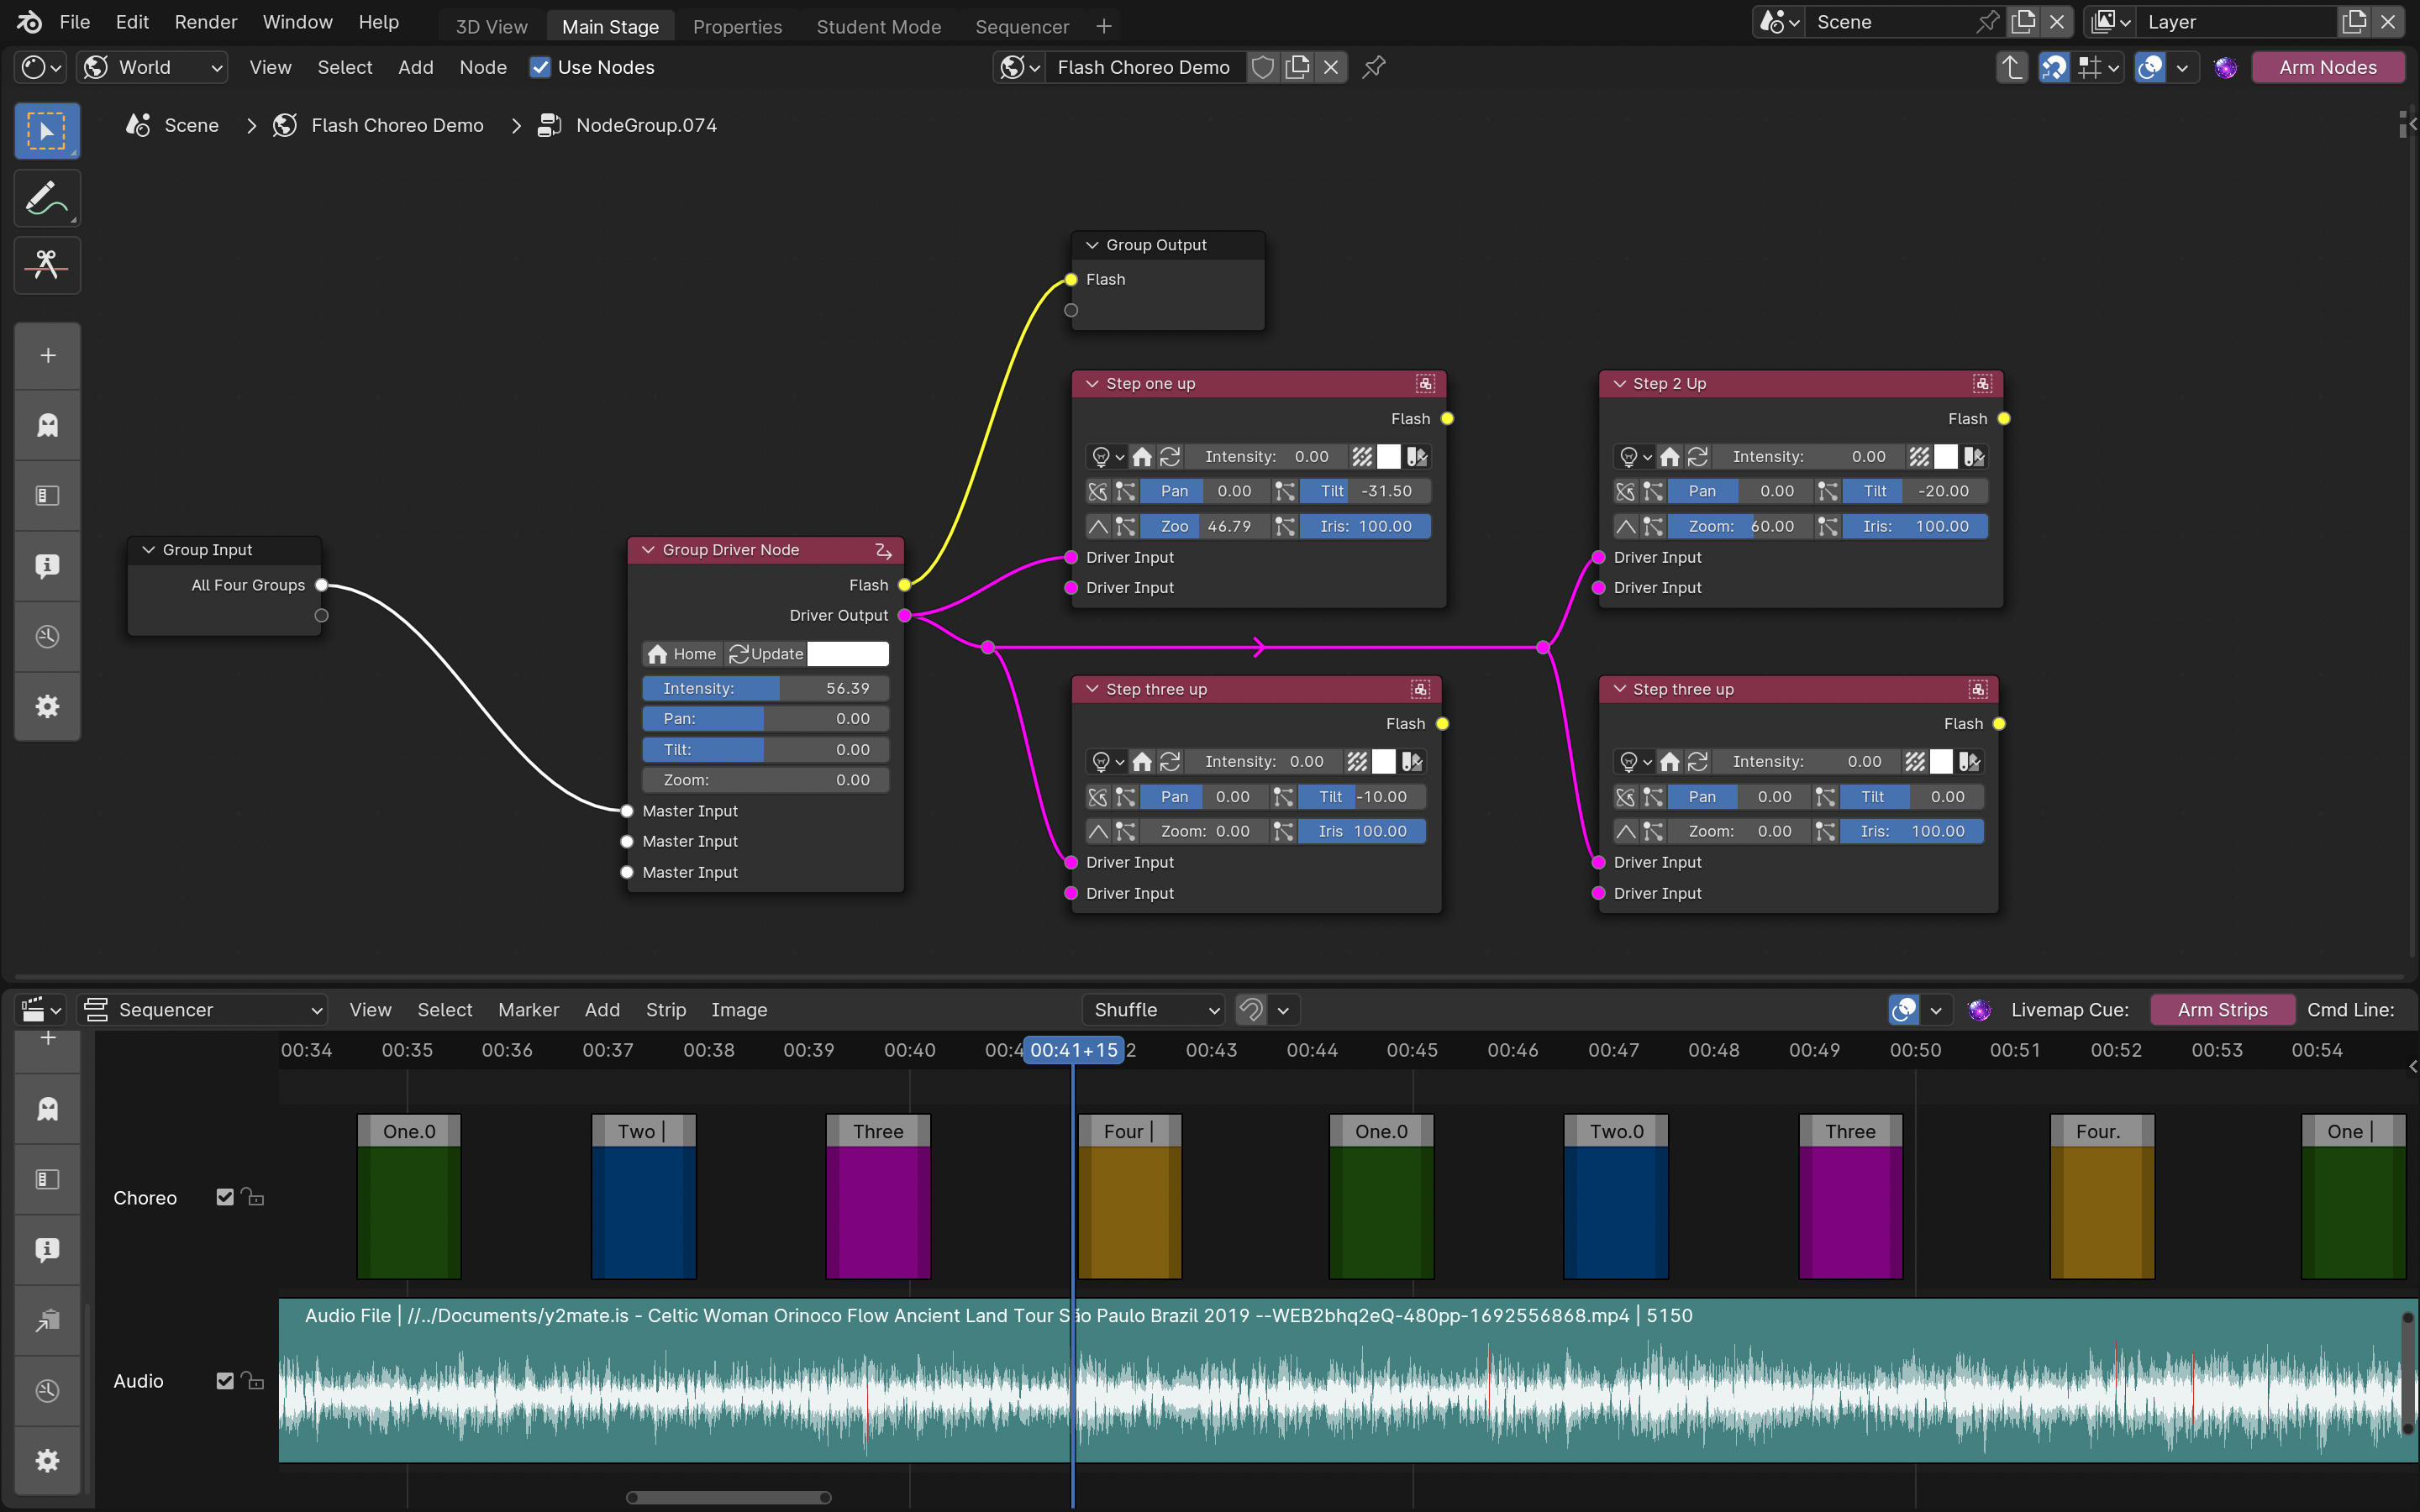 File Edit Render Window Help 3D View Main Stage Properties Student Mode Sequencer Scene Layer
World View Select Add Node Use Nodes Flash Choreo Demo Arm Nodes
Scene Flash Choreo Demo NodeGroup.074
Group Output
Flash
Step one up
Flash
Intensity: 0.00
Pan 0.00 Tilt -31.50
Zoo 46.79 Iris: 100.00
Driver Input
Driver Input
Step 2 Up
Flash
Intensity: 0.00
Pan 0.00 Tilt -20.00
Zoom: 60.00 Iris: 100.00
Driver Input
Driver Input
Group Input
All Four Groups
Group Driver Node
Flash
Driver Output
Home Update
Intensity: 56.39
Pan: 0.00
Tilt: 0.00
Zoom: 0.00
Master Input
Master Input
Master Input
Step three up
Flash
Intensity: 0.00
Pan 0.00 Tilt -10.00
Zoom: 0.00 Iris 100.00
Driver Input
Driver Input
Step three up
Flash
Intensity: 0.00
Pan 0.00 Tilt 0.00
Zoom: 0.00 Iris: 100.00
Driver Input
Driver Input
Sequencer View Select Marker Add Strip Image Shuffle Livemap Cue: Arm Strips Cmd Line:
00:34 00:35 00:36 00:37 00:38 00:39 00:40 00:4 00:41+15 2 00:43 00:44 00:45 00:46 00:47 00:48 00:49 00:50 00:51 00:52 00:53 00:54
One.0 Two | Three Four | One.0 Two.0 Three Four. One |
Choreo
Audio File | //../Documents/y2mate.is - Celtic Woman Orinoco Flow Ancient Land Tour São Paulo Brazil 2019 --WEB2bhq2eQ-480pp-1692556868.mp4 | 5150
Audio